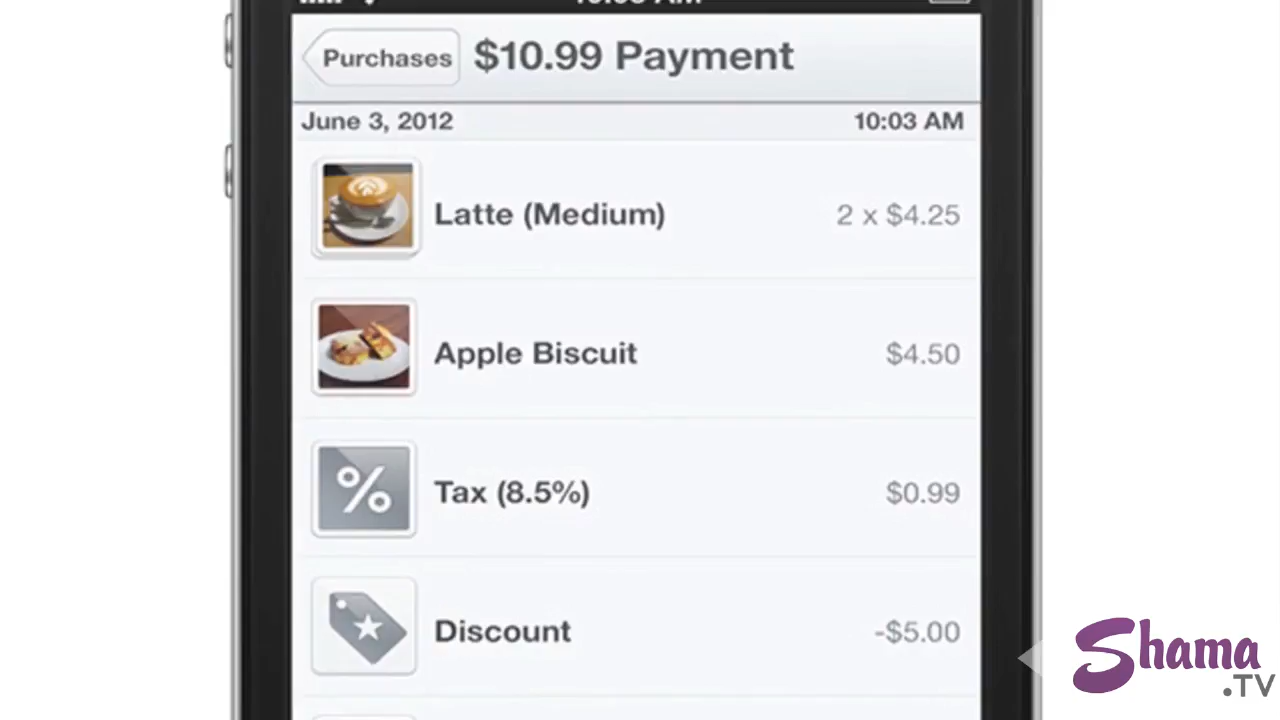 Purchases
$10.99 Payment
June 3, 2012
10:03 AM
Latte (Medium)
2 x $4.25
Apple Biscuit
$4.50
%
Tax (8.5%)
$0.99
Discount
-$5.00
Shama
.TV